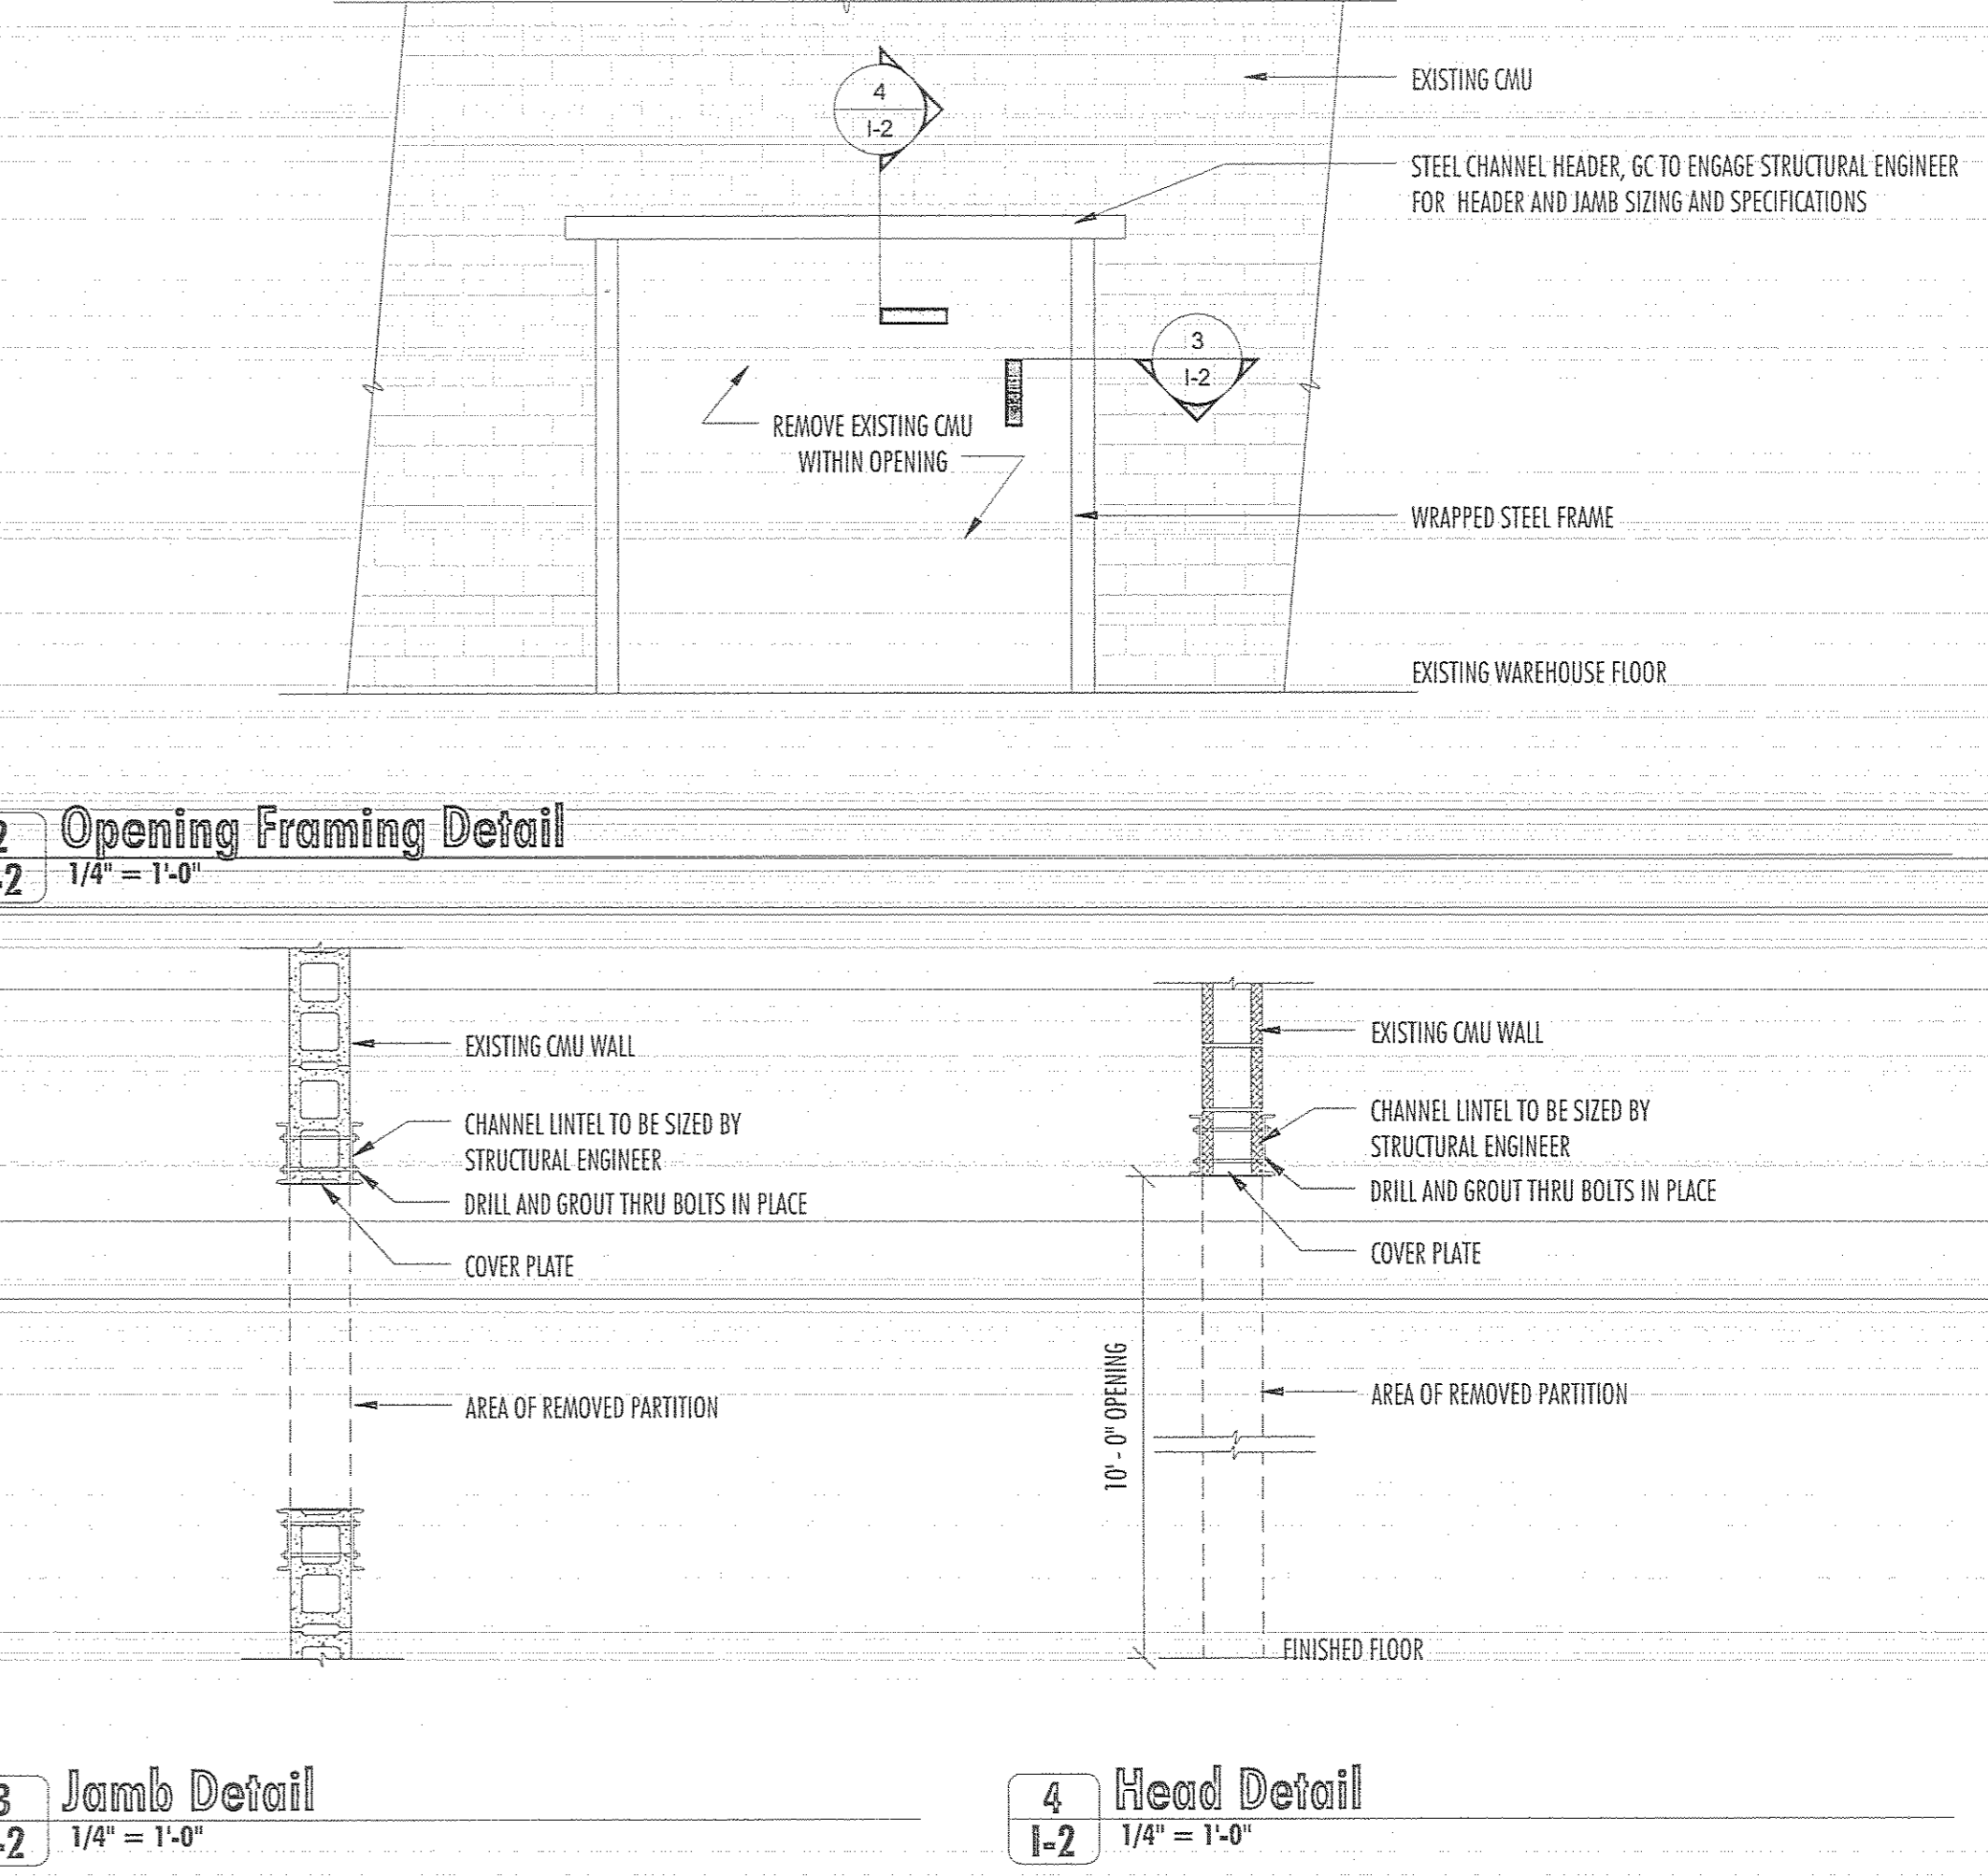 4
I-2
EXISTING CMU
STEEL CHANNEL HEADER, GC TO ENGAGE STRUCTURAL ENGINEER
FOR HEADER AND JAMB SIZING AND SPECIFICATIONS
3
I-2
REMOVE EXISTING CMU
WITHIN OPENING
WRAPPED STEEL FRAME
EXISTING WAREHOUSE FLOOR
2
-2
Opening Framing Detail
1/4" = 1'-0"
EXISTING CMU WALL
CHANNEL LINTEL TO BE SIZED BY
STRUCTURAL ENGINEER
DRILL AND GROUT THRU BOLTS IN PLACE
COVER PLATE
AREA OF REMOVED PARTITION
EXISTING CMU WALL
CHANNEL LINTEL TO BE SIZED BY
STRUCTURAL ENGINEER
DRILL AND GROUT THRU BOLTS IN PLACE
COVER PLATE
10' - 0" OPENING
AREA OF REMOVED PARTITION
FINISHED FLOOR
3
-2
Jamb Detail
1/4" = 1'-0"
4
I-2
Head Detail
1/4" = 1'-0"